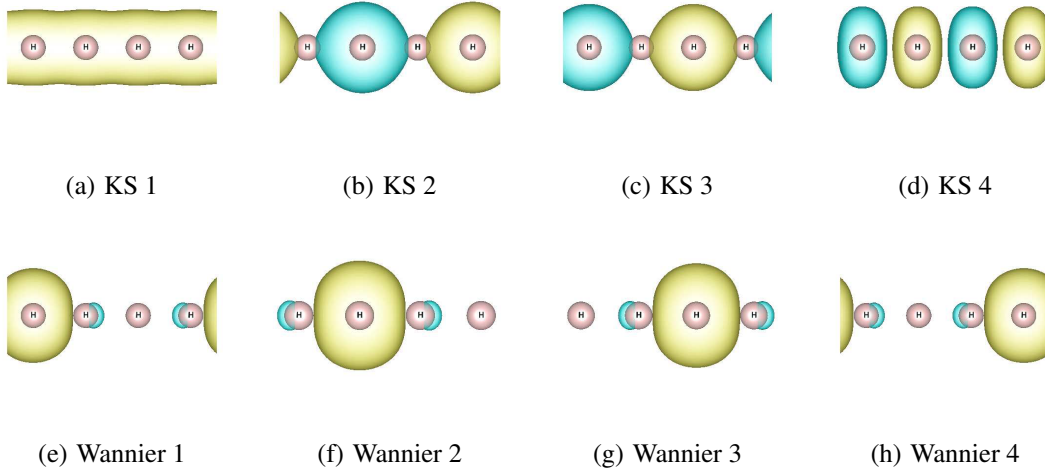 H H H H H H H H H H H H H H H H
(a) KS 1 (b) KS 2 (c) KS 3 (d) KS 4
H H H H H H H H H H H H H H H H
(e) Wannier 1 (f) Wannier 2 (g) Wannier 3 (h) Wannier 4